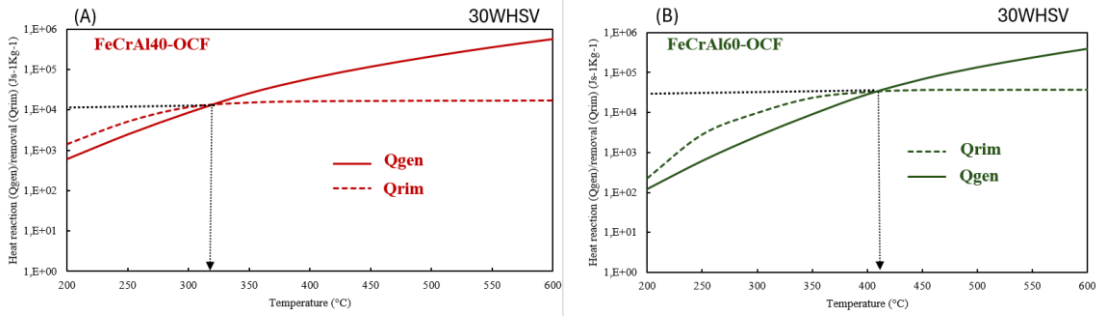 (A)
30WHSV
FeCrAl40-OCF
Heat reaction (Qgen)/removal (Qrim) (Js-1Kg-1)
1,E+06
1,E+05
1,E+04
1,E+03
1,E+02
1,E+01
1,E+00
Qgen
Qrim
200 250 300 350 400 450 500 550 600
Temperature (°C)
(B)
30WHSV
FeCrAl60-OCF
Heat reaction (Qgen)/removal (Qrim) (Js-1Kg-1)
1,E+06
1,E+05
1,E+04
1,E+03
1,E+02
1,E+01
1,E+00
Qrim
Qgen
200 250 300 350 400 450 500 550 600
Temperature (°C)